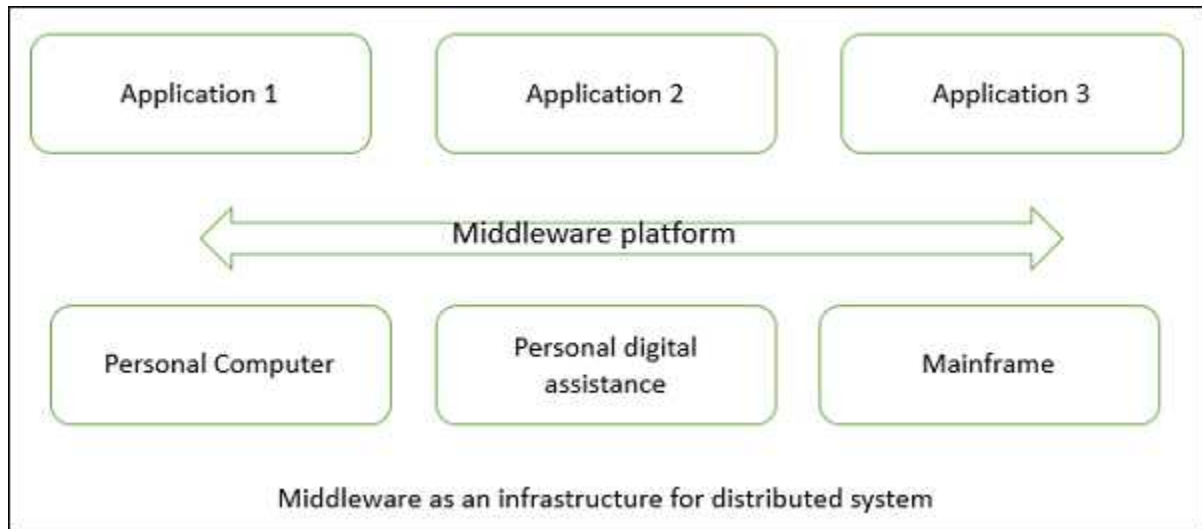 Application 1
Application 2
Application 3
Middleware platform
Personal Computer
Personal digital
assistance
Mainframe
Middleware as an infrastructure for distributed system